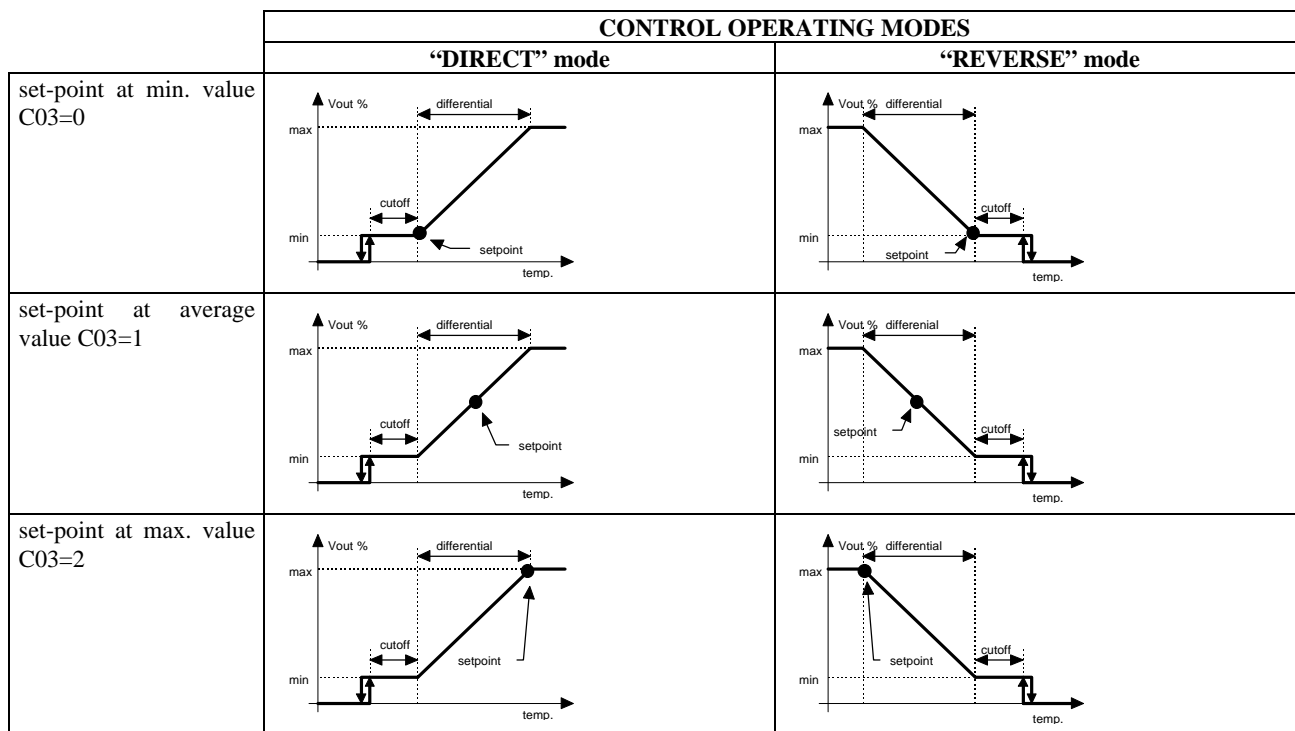 CONTROL OPERATING MODES
“DIRECT” mode
“REVERSE” mode
set-point at min. value
C03=0
Vout %
differential
max
cutoff
min
setpoint
temp.
Vout %
differential
max
cutoff
min
setpoint
temp.
set-point at average
value C03=1
Vout %
differential
max
cutoff
setpoint
min
temp.
Vout %
differenial
max
setpoint
cutoff
min
temp.
set-point at max. value
C03=2
Vout %
differential
max
cutoff
setpoint
min
temp.
Vout %
differential
max
cutoff
setpoint
min
temp.